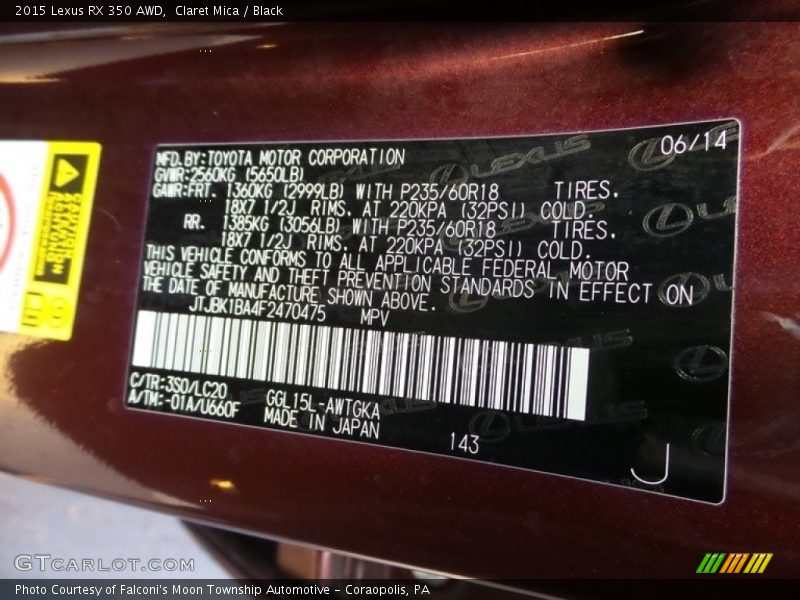 2015 Lexus RX 350 AWD, Claret Mica / Black
06/14
MFD. BY: TOYOTA MOTOR CORPORATION
GVWR: 2560KG (5650LB)
GAWR: FRT. 1360KG (2999LB) WITH P235/60R18 TIRES.
18X7 1/2J RIMS. AT 220KPA (32PSI) COLD.
RR. 1385KG (3056LB) WITH P235/60R18 TIRES.
18X7 1/2J RIMS. AT 220KPA (32PSI) COLD.
THIS VEHICLE CONFORMS TO ALL APPLICABLE FEDERAL MOTOR
VEHICLE SAFETY AND THEFT PREVENTION STANDARDS IN EFFECT ON
THE DATE OF MANUFACTURE SHOWN ABOVE.
JTJBK1BA4F2470475 MPV
C/TR: 3S0/LC20
A/TM: -01A/U660F
GGL15L-AWTGKA
MADE IN JAPAN
143
J
LEXUS
GTCARLOT.COM
Photo Courtesy of Falconi's Moon Township Automotive - Coraopolis, PA